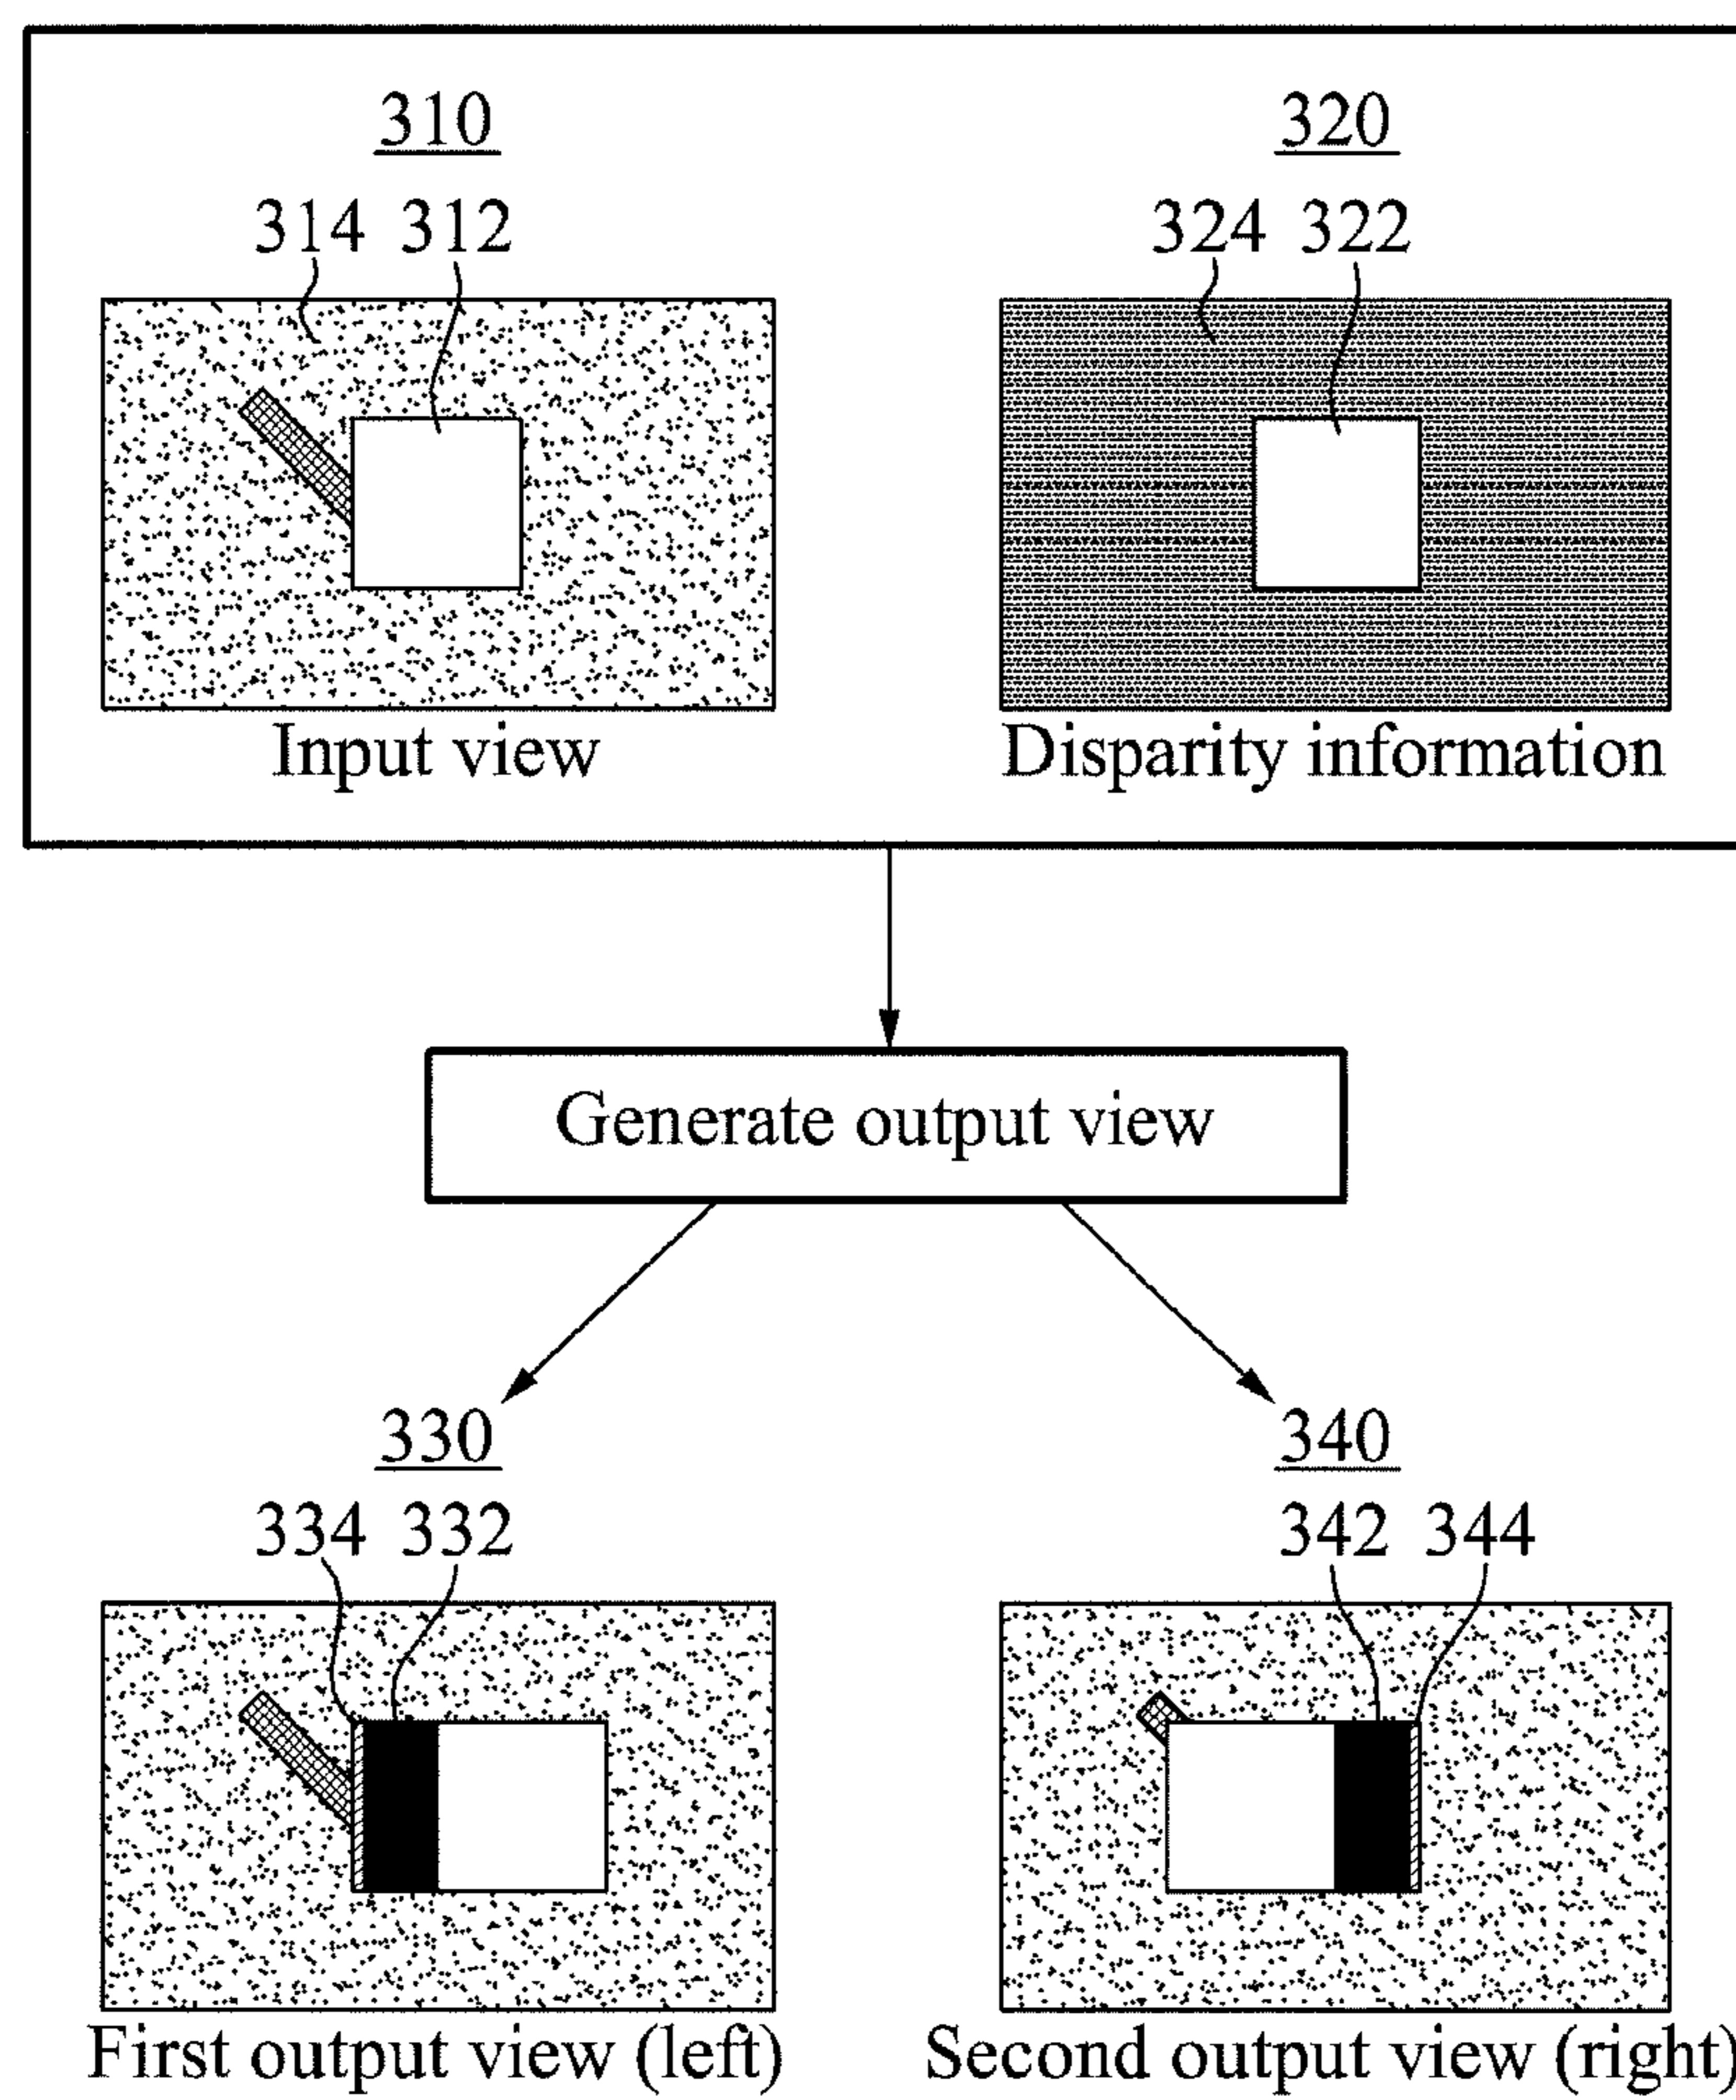 310
320
314 312
324 322
Input view
Disparity information
Generate output view
330
340
334 332
342 344
First output view (left)
Second output view (right)